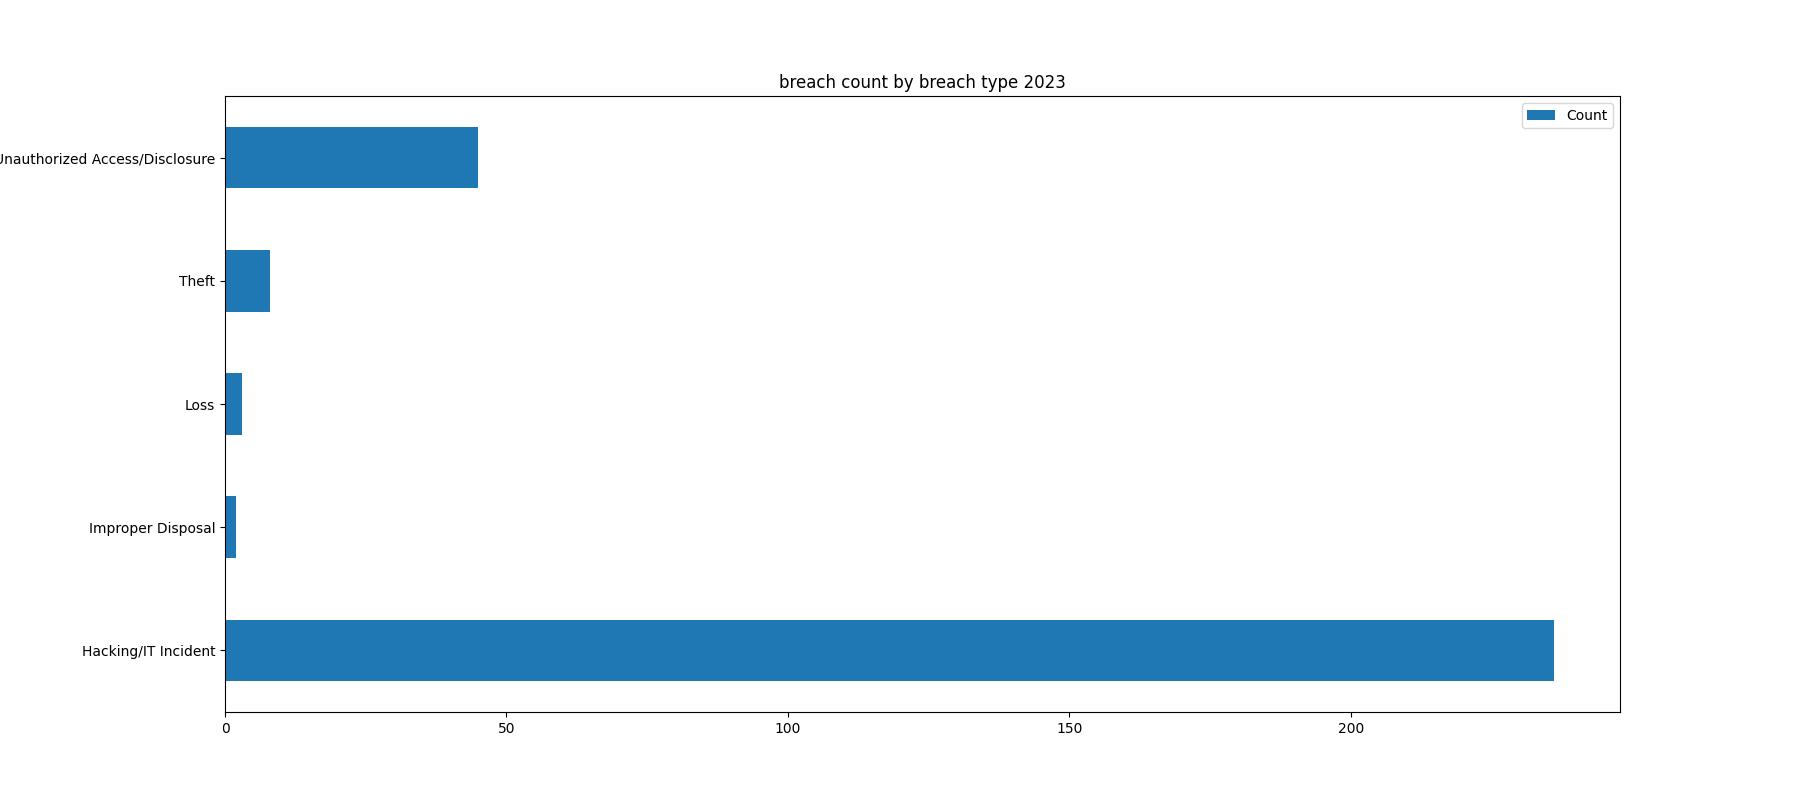 breach count by breach type 2023
Count
Unauthorized Access/Disclosure
Theft
Loss
Improper Disposal
Hacking/IT Incident
0 50 100 150 200